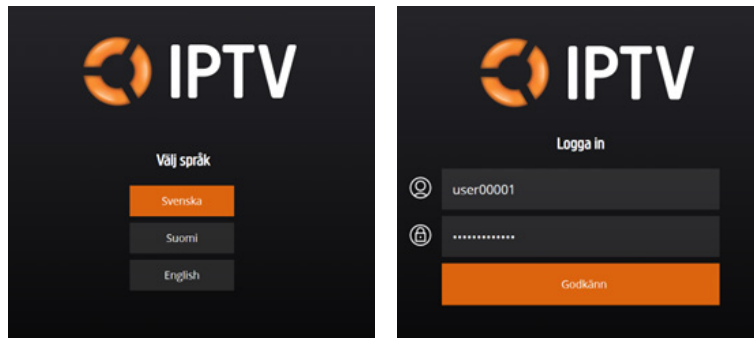 IPTV
Välj språk
Svenska
Suomi
English
IPTV
Logga in
user00001
•••••••••••••
Godkänn